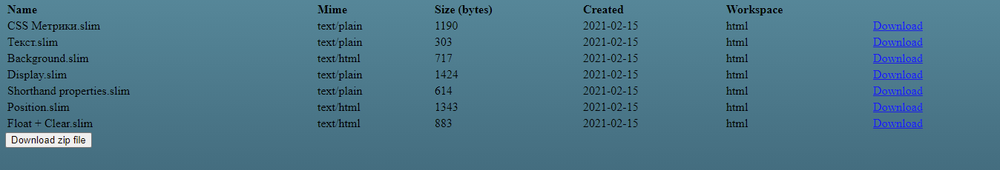 Name Mime Size (bytes) Created Workspace
CSS Метрики.slim text/plain 1190 2021-02-15 html Download
Текст.slim text/plain 303 2021-02-15 html Download
Background.slim text/html 717 2021-02-15 html Download
Display.slim text/plain 1424 2021-02-15 html Download
Shorthand properties.slim text/plain 614 2021-02-15 html Download
Position.slim text/html 1343 2021-02-15 html Download
Float + Clear.slim text/html 883 2021-02-15 html Download
Download zip file